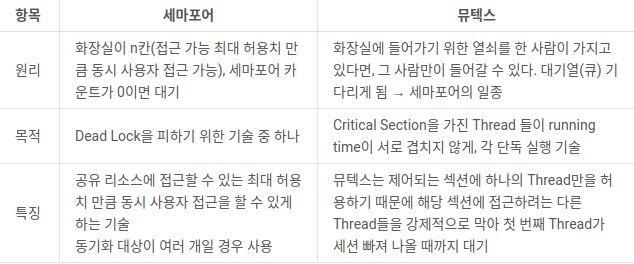 항목 세마포어 뮤텍스
원리
화장실이 n칸(접근 가능 최대 허용치 만
큼 동시 사용자 접근 가능), 세마포어 카
운트가 0이면 대기
화장실에 들어가기 위한 열쇠를 한 사람이 가지고
있다면, 그 사람만이 들어갈 수 있다. 대기열(큐) 기
다리게 됨 → 세마포어의 일종
목적
Dead Lock을 피하기 위한 기술 중 하나
Critical Section을 가진 Thread 들이 running
time이 서로 겹치지 않게, 각 단독 실행 기술
특징
공유 리소스에 접근할 수 있는 최대 허용
치 만큼 동시 사용자 접근을 할 수 있게
하는 기술
동기화 대상이 여러 개일 경우 사용
뮤텍스는 제어되는 섹션에 하나의 Thread만을 허
용하기 때문에 해당 섹션에 접근하려는 다른
Thread들을 강제적으로 막아 첫 번째 Thread가
세션 빠져 나올 때까지 대기